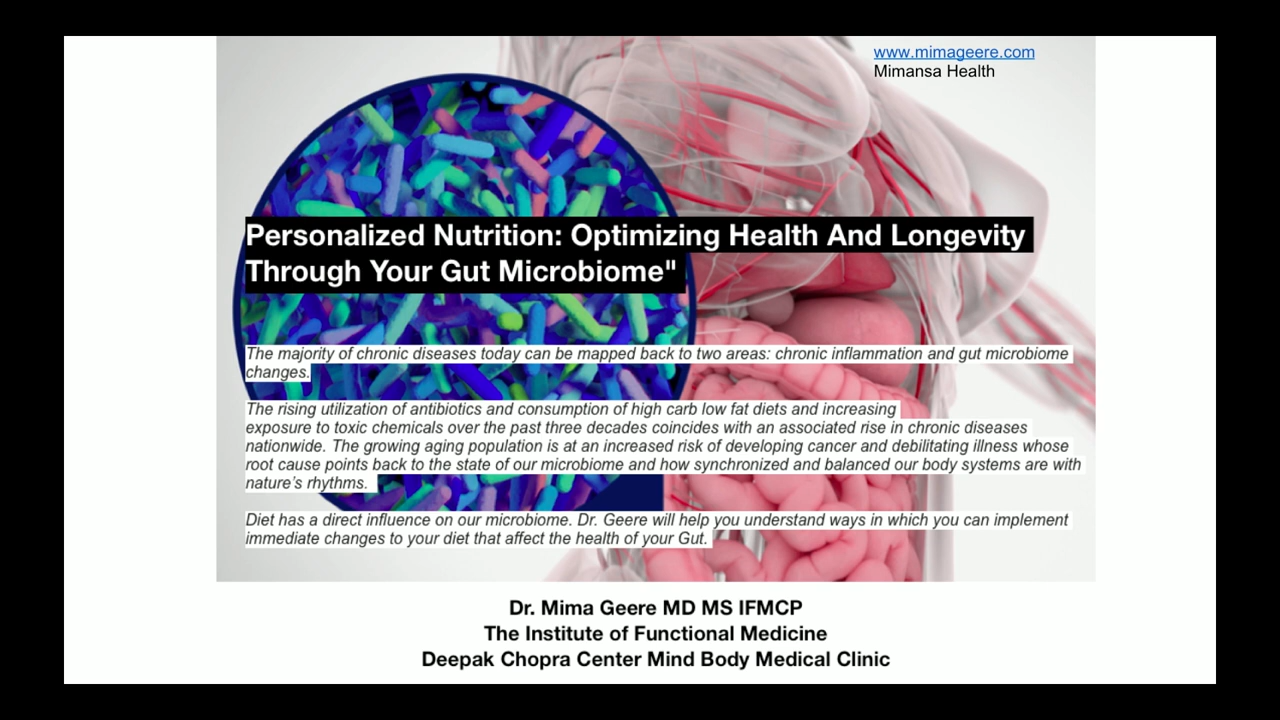 www.mimageere.com
Mimansa Health
Personalized Nutrition: Optimizing Health And Longevity
Through Your Gut Microbiome"
The majority of chronic diseases today can be mapped back to two areas: chronic inflammation and gut microbiome
changes.
The rising utilization of antibiotics and consumption of high carb low fat diets and increasing
exposure to toxic chemicals over the past three decades coincides with an associated rise in chronic diseases
nationwide. The growing aging population is at an increased risk of developing cancer and debilitating illness whose
root cause points back to the state of our microbiome and how synchronized and balanced our body systems are with
nature’s rhythms.
Diet has a direct influence on our microbiome. Dr. Geere will help you understand ways in which you can implement
immediate changes to your diet that affect the health of your Gut.
Dr. Mima Geere MD MS IFMCP
The Institute of Functional Medicine
Deepak Chopra Center Mind Body Medical Clinic